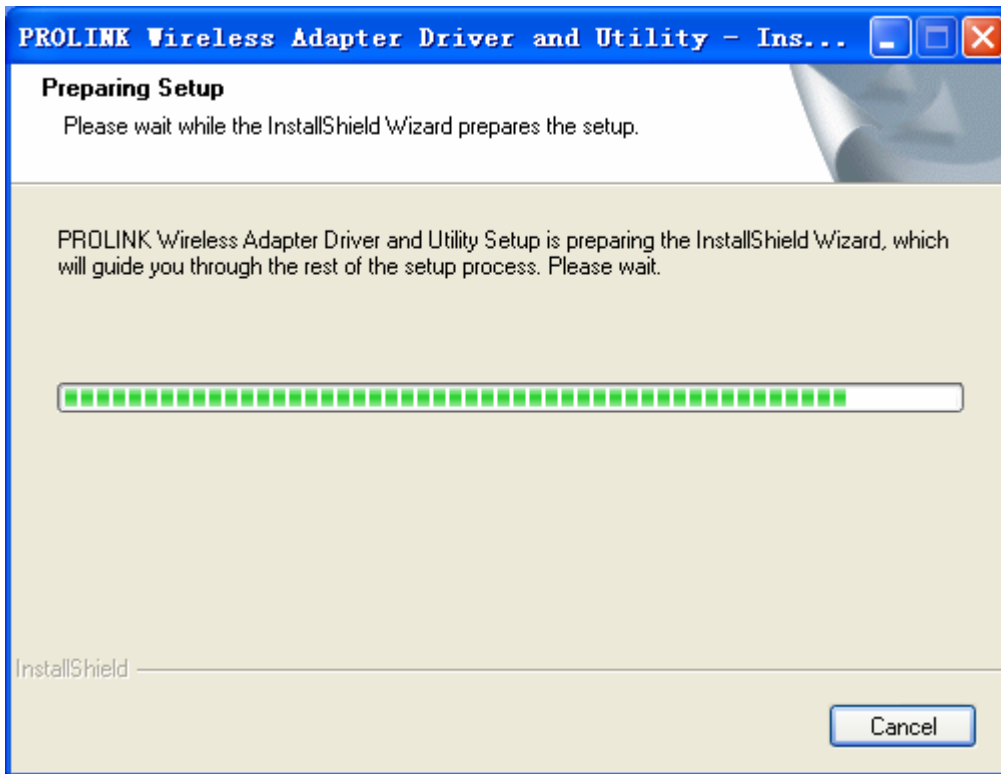 PROLINK Wireless Adapter Driver and Utility - Ins...
Preparing Setup
Please wait while the InstallShield Wizard prepares the setup.
PROLINK Wireless Adapter Driver and Utility Setup is preparing the InstallShield Wizard, which
will guide you through the rest of the setup process. Please wait.
InstallShield
Cancel